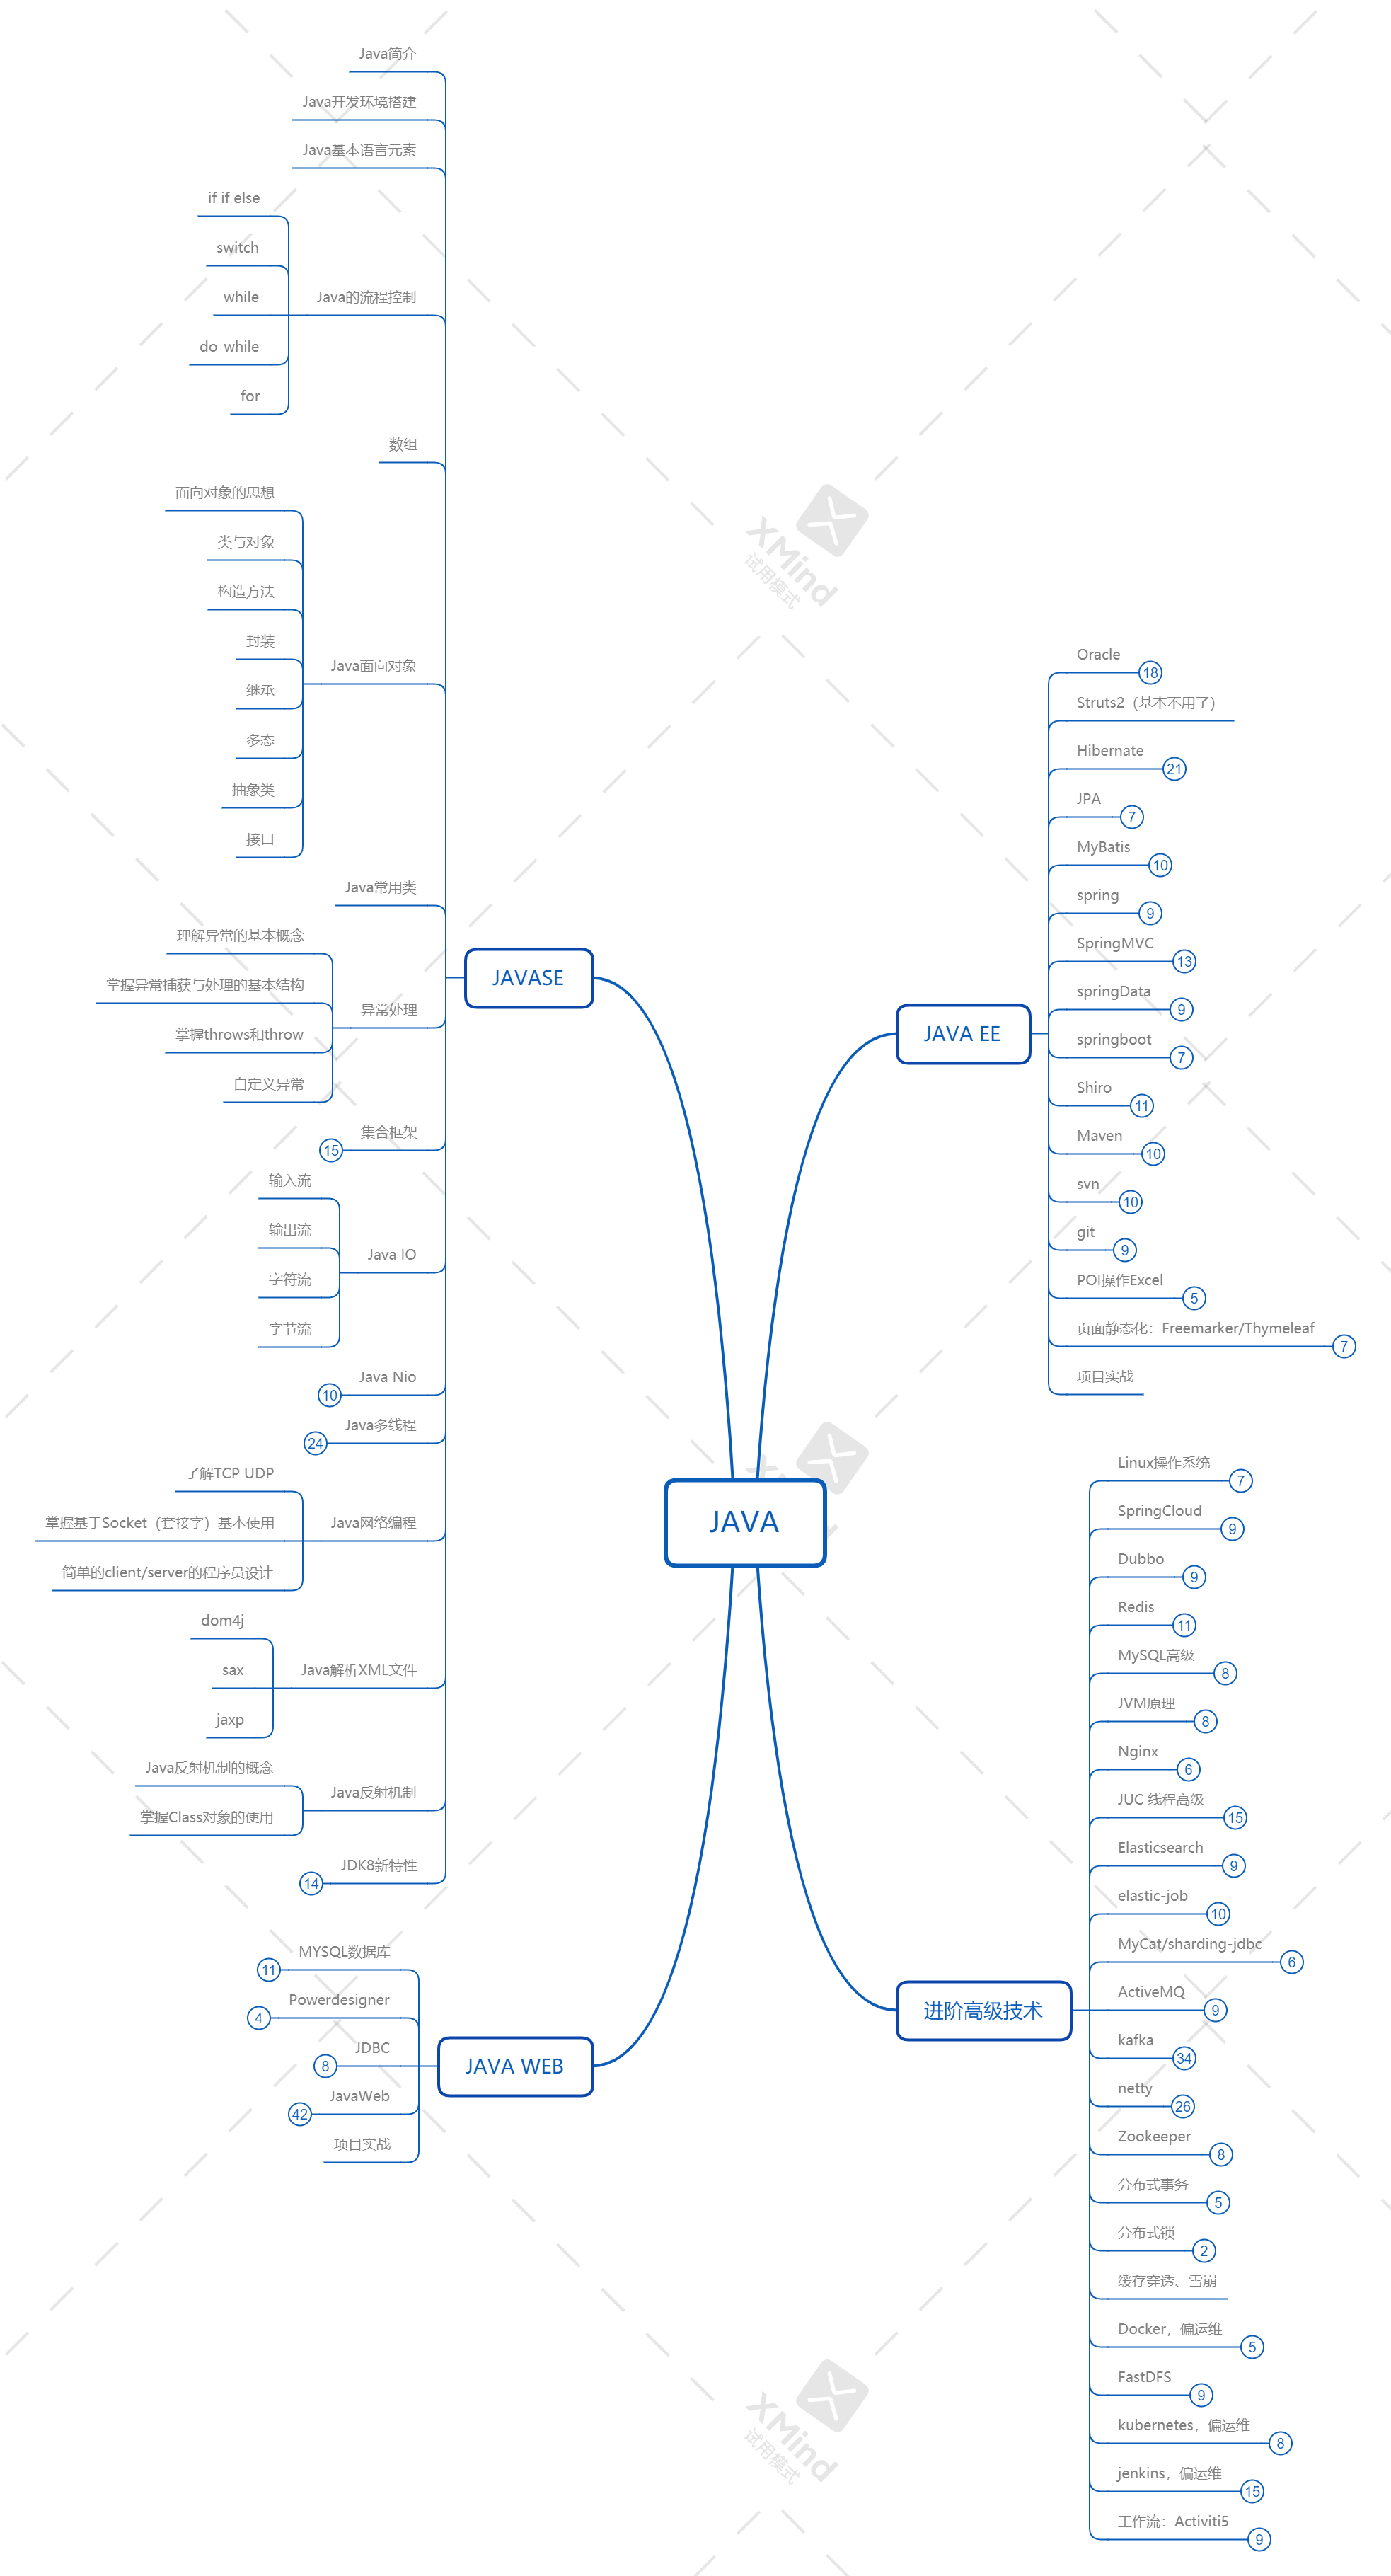 Java简介
Java开发环境搭建
Java基本语言元素
if if else
switch
while
do-while
for
Java的流程控制
数组
面向对象的思想
类与对象
构造方法
封装
继承
多态
抽象类
接口
Java面向对象
Java常用类
理解异常的基本概念
掌握异常捕获与处理的基本结构
掌握throws和throw
自定义异常
异常处理
集合框架
15
输入流
输出流
字符流
字节流
Java IO
Java Nio
10
Java多线程
24
了解TCP UDP
掌握基于Socket（套接字）基本使用
简单的client/server的程序员设计
Java网络编程
dom4j
sax
jaxp
Java解析XML文件
Java反射机制的概念
掌握Class对象的使用
Java反射机制
JDK8新特性
14
JAVASE
MYSQL数据库
11
Powerdesigner
4
JDBC
8
JavaWeb
42
项目实战
JAVA WEB
JAVA
JAVA EE
Oracle
18
Struts2（基本不用了）
Hibernate
21
JPA
7
MyBatis
10
spring
9
SpringMVC
13
springData
9
springboot
7
Shiro
11
Maven
10
svn
10
git
9
POI操作Excel
5
页面静态化：Freemarker/Thymeleaf
7
项目实战
进阶高级技术
Linux操作系统
7
SpringCloud
9
Dubbo
9
Redis
11
MySQL高级
8
JVM原理
8
Nginx
6
JUC 线程高级
15
Elasticsearch
9
elastic-job
10
MyCat/sharding-jdbc
6
ActiveMQ
9
kafka
34
netty
26
Zookeeper
8
分布式事务
5
分布式锁
2
缓存穿透、雪崩
Docker，偏运维
5
FastDFS
9
kubernetes，偏运维
8
jenkins，偏运维
15
工作流：Activiti5
9
XMind
试用模式
XMind
试用模式